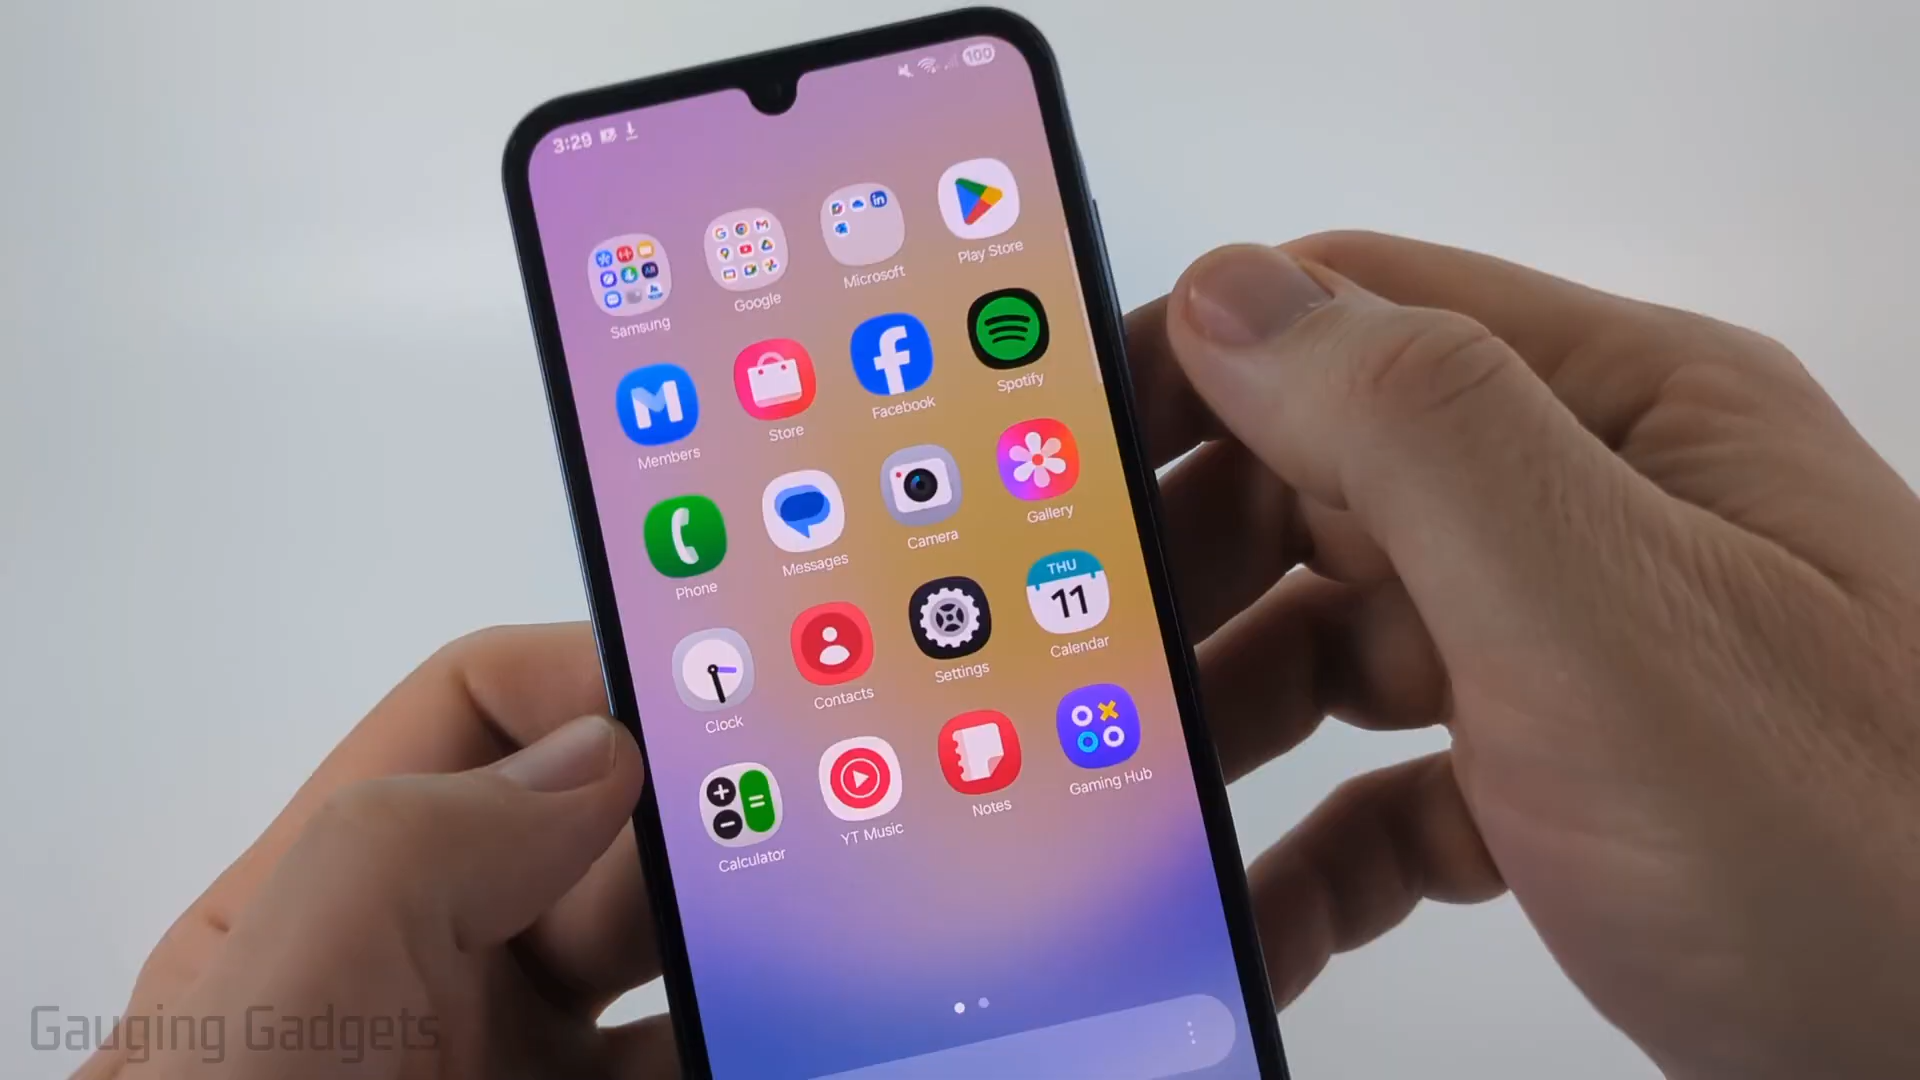 3:29
100
Samsung
Google
Microsoft
Play Store
Members
Store
Facebook
Spotify
Phone
Messages
Camera
Gallery
Clock
Contacts
Settings
THU
11
Calendar
Calculator
YT Music
Notes
Gaming Hub
Gauging Gadgets